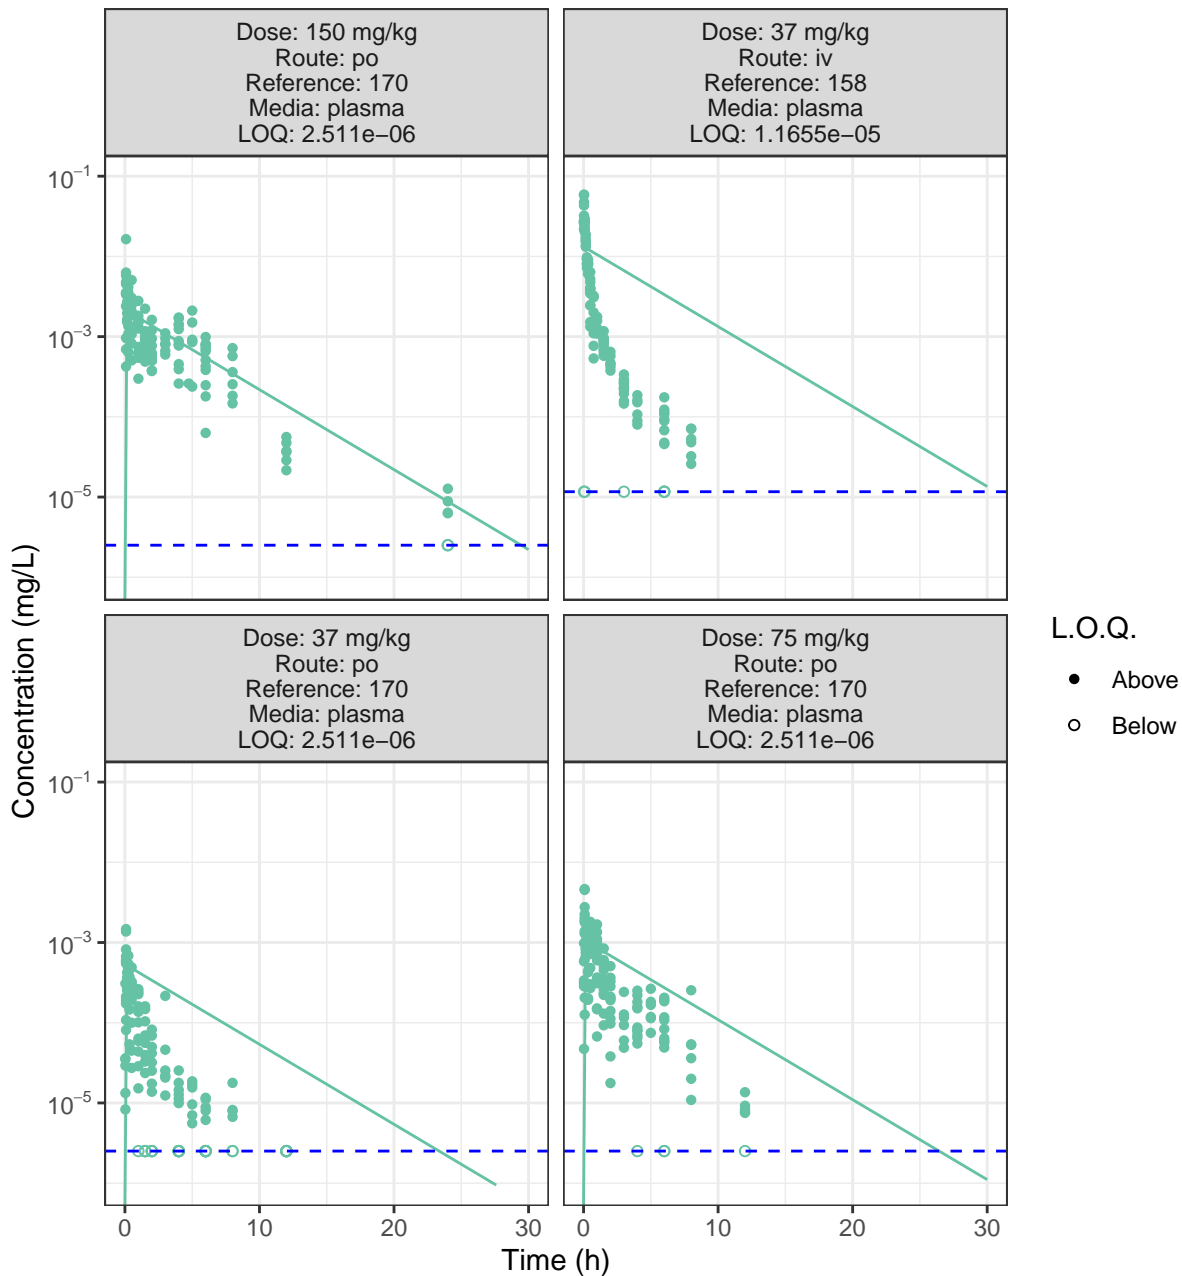 Dose: 150 mg/kg
Route: po
Reference: 170
Media: plasma
LOQ: 2.511e−06
Dose: 37 mg/kg
Route: iv
Reference: 158
Media: plasma
LOQ: 1.1655e−05
10⁻¹
10⁻³
10⁻⁵
Dose: 37 mg/kg
Route: po
Reference: 170
Media: plasma
LOQ: 2.511e−06
Dose: 75 mg/kg
Route: po
Reference: 170
Media: plasma
LOQ: 2.511e−06
10⁻¹
10⁻³
10⁻⁵
0 10 20 30
0 10 20 30
Time (h)
Concentration (mg/L)
L.O.Q.
Above
Below